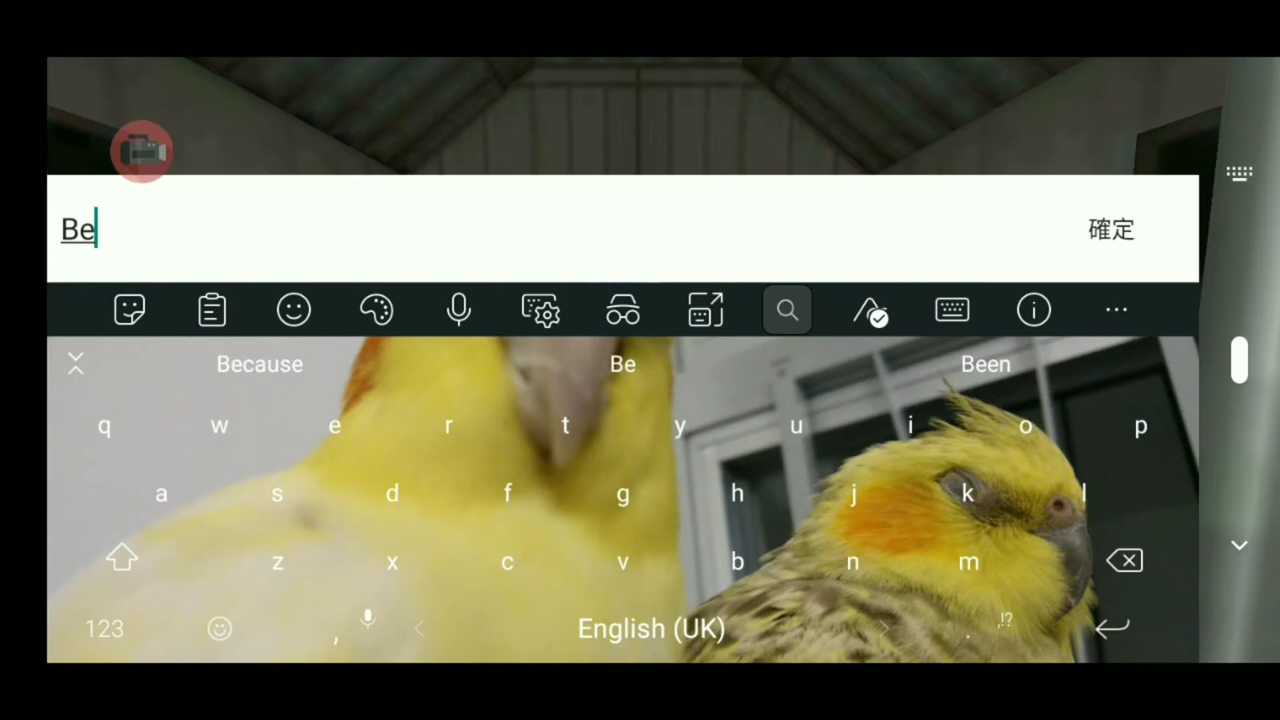 Be 確定
Because Be Been
q w e r t y u i o p
a s d f g h j k l
z x c v b n m
123 , English (UK) . ,!?